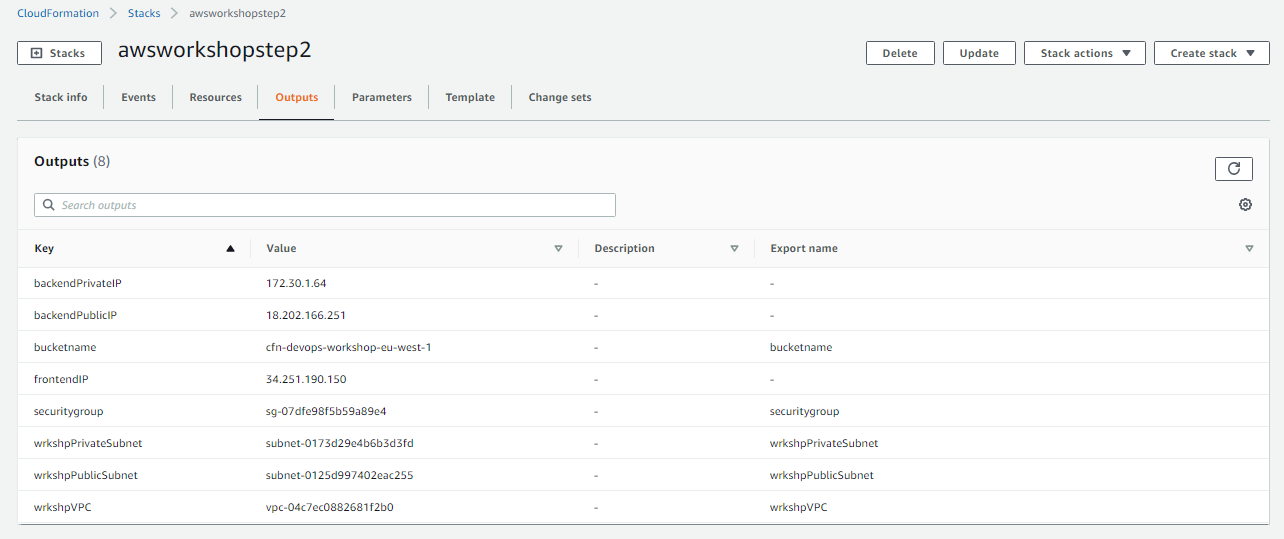 CloudFormation > Stacks > awsworkshopstep2
Stacks awsworkshopstep2 Delete Update Stack actions Create stack
Stack info Events Resources Outputs Parameters Template Change sets
Outputs (8)
Search outputs
Key Value Description Export name
backendPrivateIP 172.30.1.64 - -
backendPublicIP 18.202.166.251 - -
bucketname cfn-devops-workshop-eu-west-1 - bucketname
frontendIP 34.251.190.150 - -
securitygroup sg-07dfe98f5b59a89e4 - securitygroup
wrkshpPrivateSubnet subnet-0173d29e4b6b3d3fd - wrkshpPrivateSubnet
wrkshpPublicSubnet subnet-0125d997402eac255 - wrkshpPublicSubnet
wrkshpVPC vpc-04c7ec0882681f2b0 - wrkshpVPC